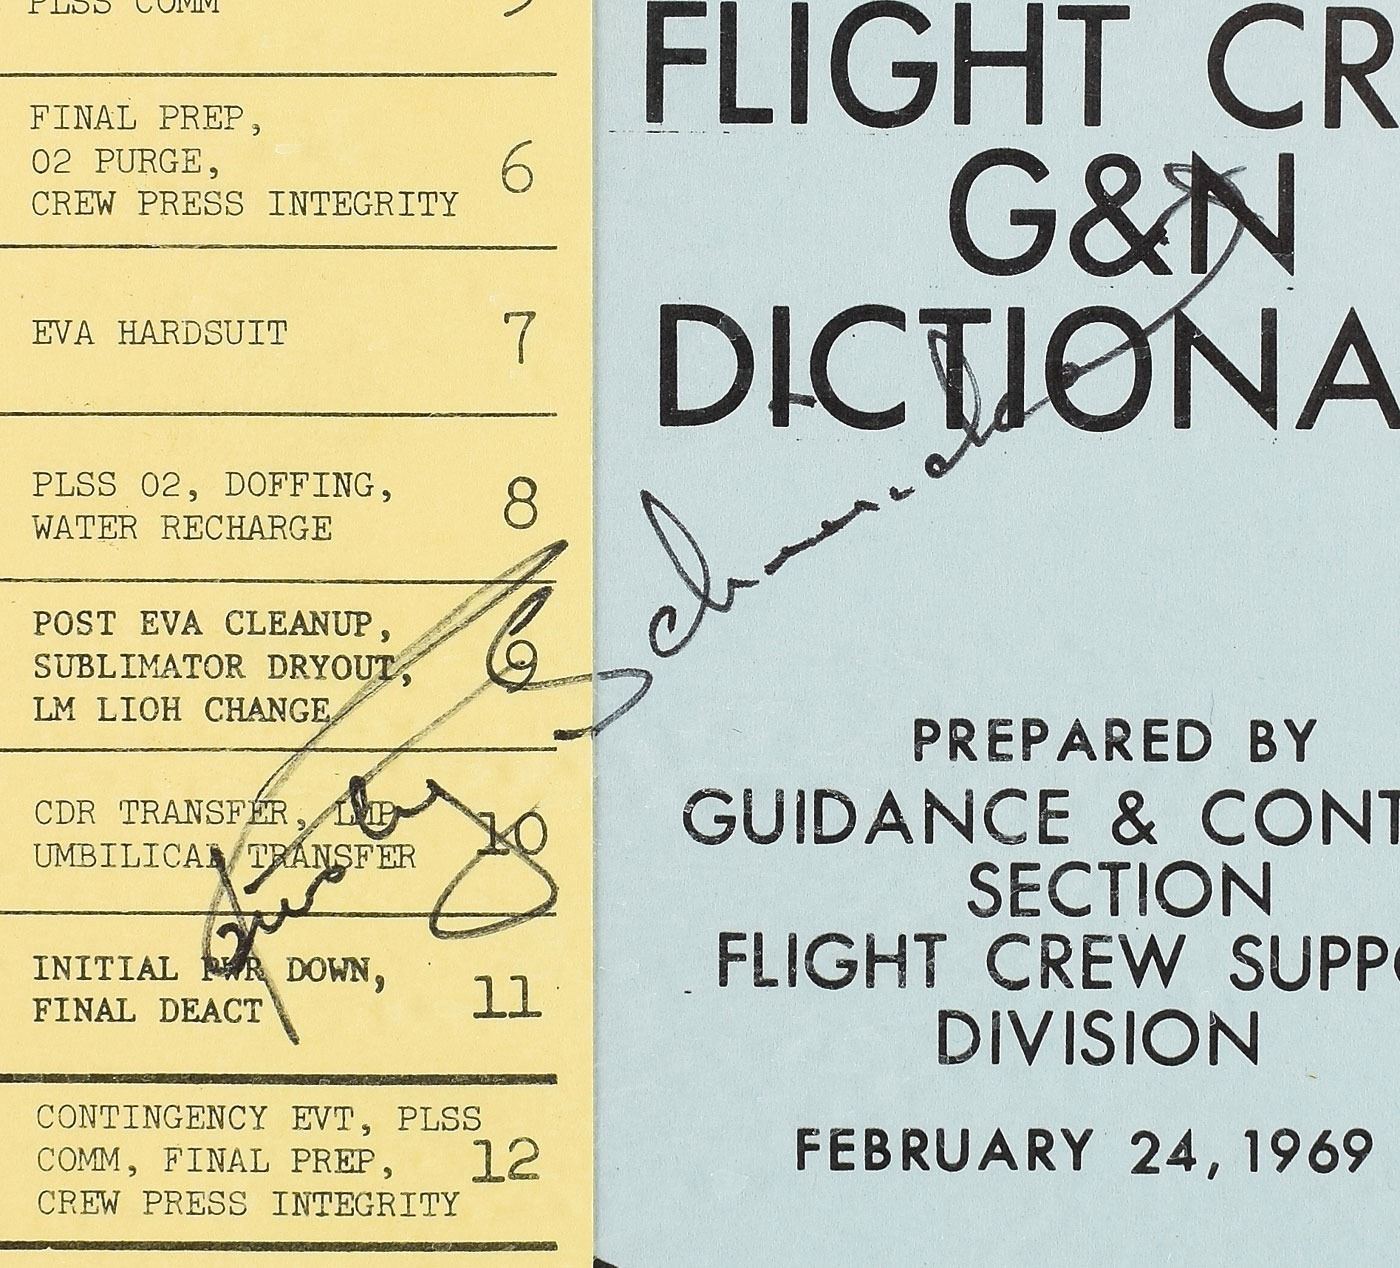 PLSS COMM
FINAL PREP,
O2 PURGE,
CREW PRESS INTEGRITY
6
EVA HARDSUIT
7
PLSS O2, DOFFING,
WATER RECHARGE
8
POST EVA CLEANUP,
SUBLIMATOR DRYOUT,
LM LIOH CHANGE
9
CDR TRANSFER, LMP
UMBILICAL TRANSFER
10
INITIAL PWR DOWN,
FINAL DEACT
11
CONTINGENCY EVT, PLSS
COMM, FINAL PREP,
CREW PRESS INTEGRITY
12
Rusty Schweickart
FLIGHT CR
G&N
DICTIONA
PREPARED BY
GUIDANCE & CONT
SECTION
FLIGHT CREW SUPPO
DIVISION
FEBRUARY 24, 1969